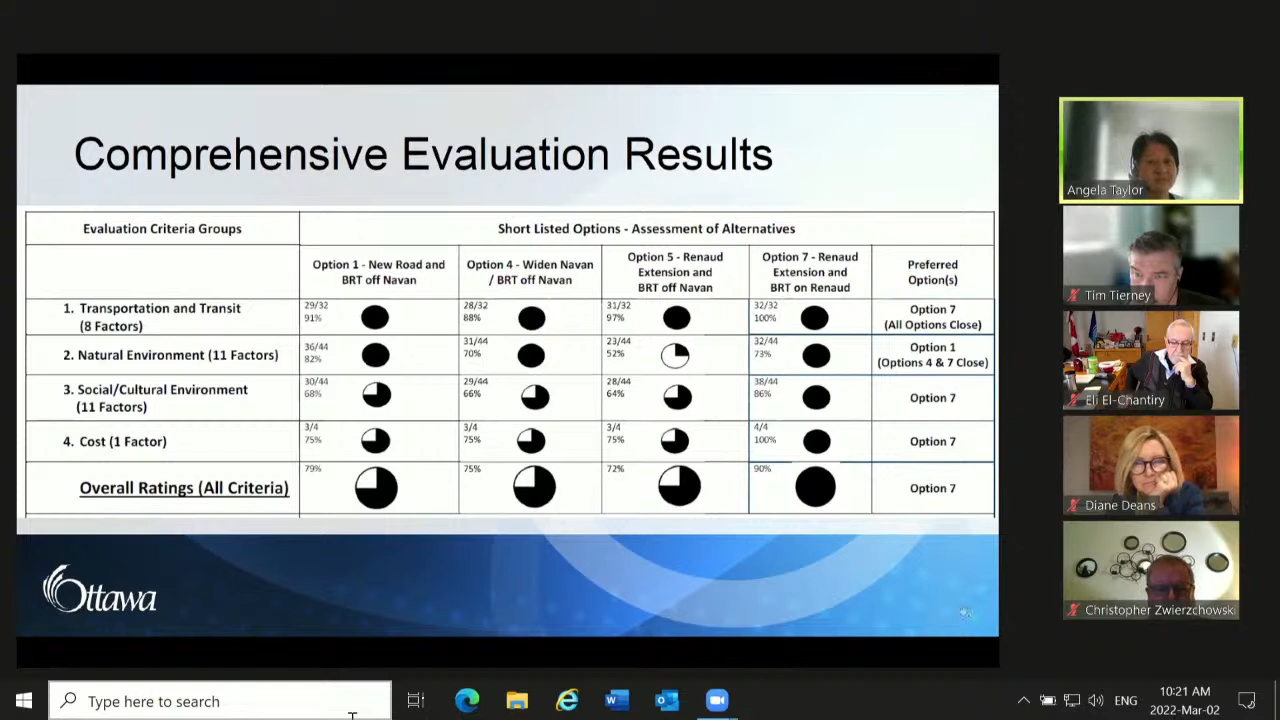 Comprehensive Evaluation Results
Evaluation Criteria Groups
Short Listed Options - Assessment of Alternatives
Option 1 - New Road and
BRT off Navan
Option 4 - Widen Navan
/ BRT off Navan
Option 5 - Renaud
Extension and
BRT off Navan
Option 7 - Renaud
Extension and
BRT on Renaud
Preferred
Option(s)
1. Transportation and Transit
(8 Factors)
29/32
91%
28/32
88%
31/32
97%
32/32
100%
Option 7
(All Options Close)
2. Natural Environment (11 Factors)
36/44
82%
31/44
70%
23/44
52%
32/44
73%
Option 1
(Options 4 & 7 Close)
3. Social/Cultural Environment
(11 Factors)
30/44
68%
29/44
66%
28/44
64%
38/44
86%
Option 7
4. Cost (1 Factor)
3/4
75%
3/4
75%
3/4
75%
4/4
100%
Option 7
Overall Ratings (All Criteria)
79%
75%
72%
90%
Option 7
Ottawa
Angela Taylor
Tim Tierney
Eli El-Chantiry
Diane Deans
Christopher Zwierzchowski
Type here to search
ENG
10:21 AM
2022-Mar-02